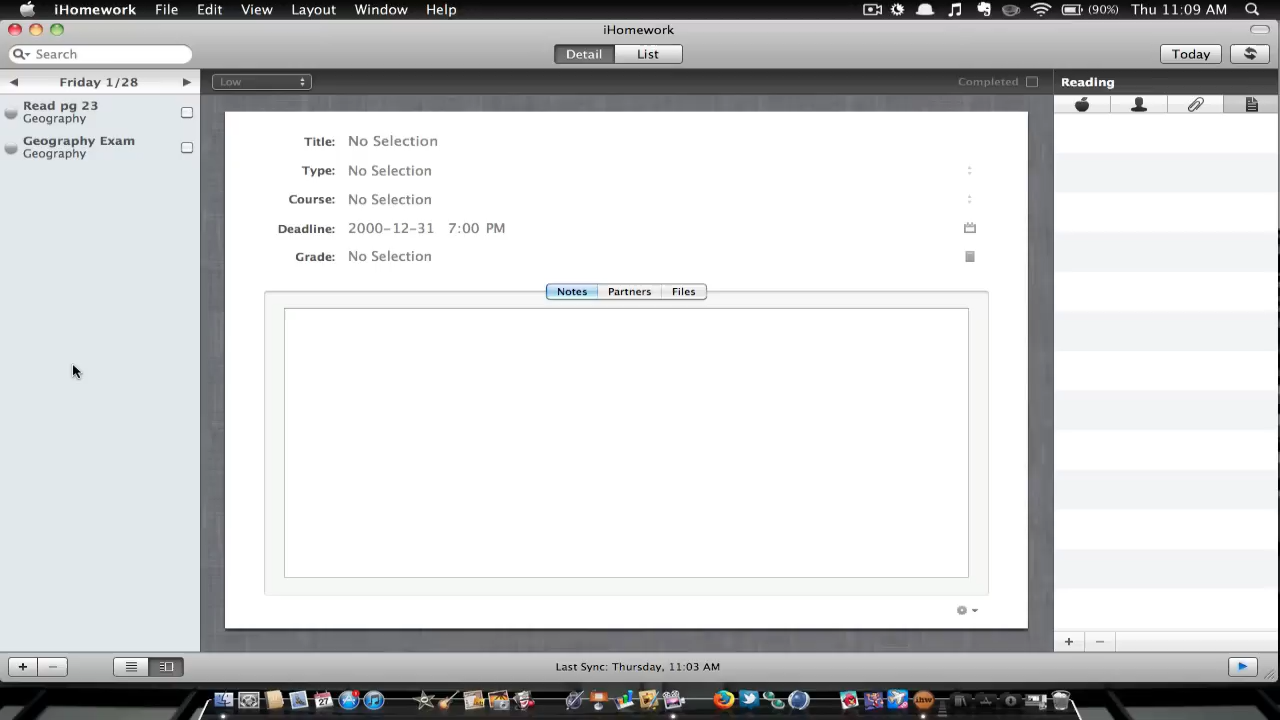 iHomework File Edit View Layout Window Help (90%) Thu 11:09 AM
iHomework
Search Detail List Today
Friday 1/28 Low Completed Reading
Read pg 23
Geography
Geography Exam
Geography
Title: No Selection
Type: No Selection
Course: No Selection
Deadline: 2000-12-31 7:00 PM
Grade: No Selection
Notes Partners Files
Last Sync: Thursday, 11:03 AM
27 ihw